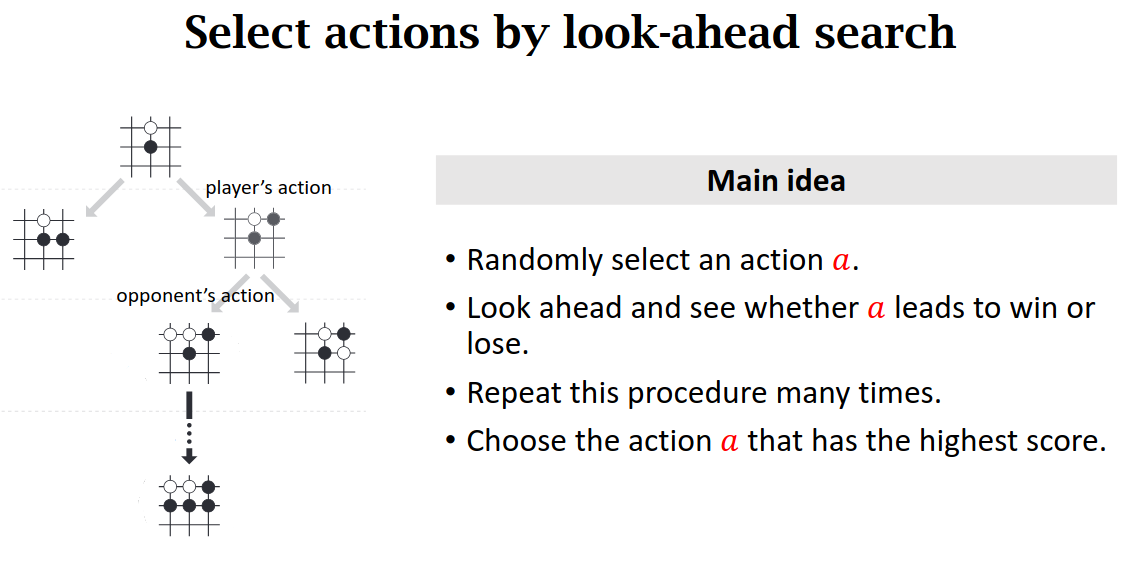 Select actions by look-ahead search
player's action
opponent's action
Main idea
• Randomly select an action a.
• Look ahead and see whether a leads to win or
lose.
• Repeat this procedure many times.
• Choose the action a that has the highest score.